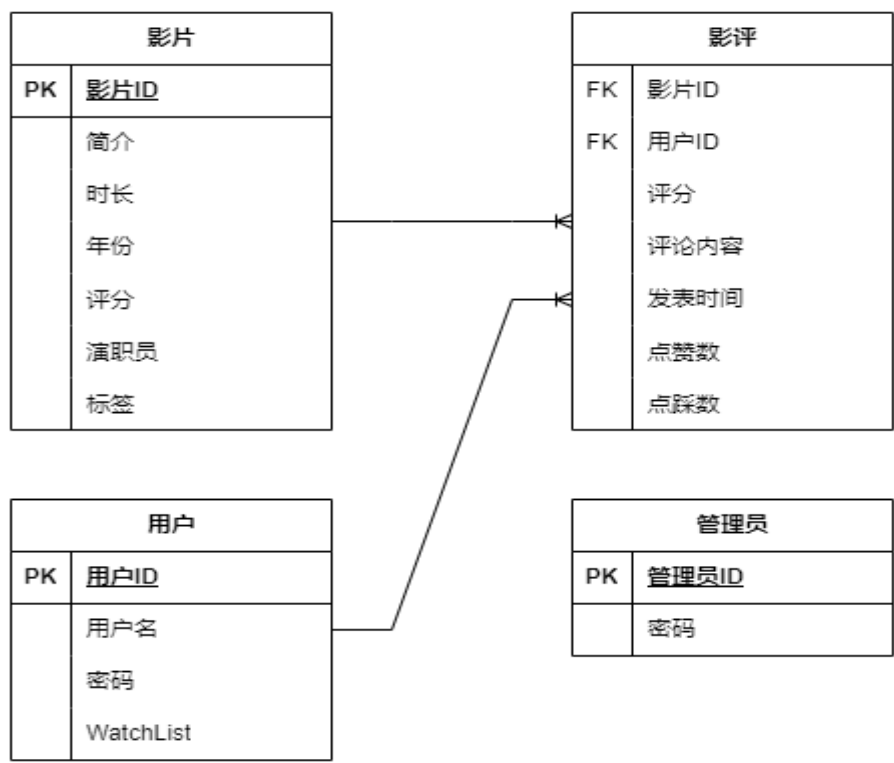 影片
PK 影片ID
简介
时长
年份
评分
演职员
标签
影评
FK 影片ID
FK 用户ID
评分
评论内容
发表时间
点赞数
点踩数
用户
PK 用户ID
用户名
密码
WatchList
管理员
PK 管理员ID
密码